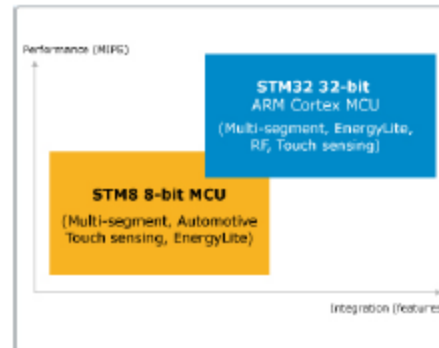 Performance (MIPS)
STM32 32-bit
ARM Cortex MCU
(Multi-segment, EnergyLite,
RF, Touch sensing)
STM8 8-bit MCU
(Multi-segment, Automotive
Touch sensing, EnergyLite)
Integration (features